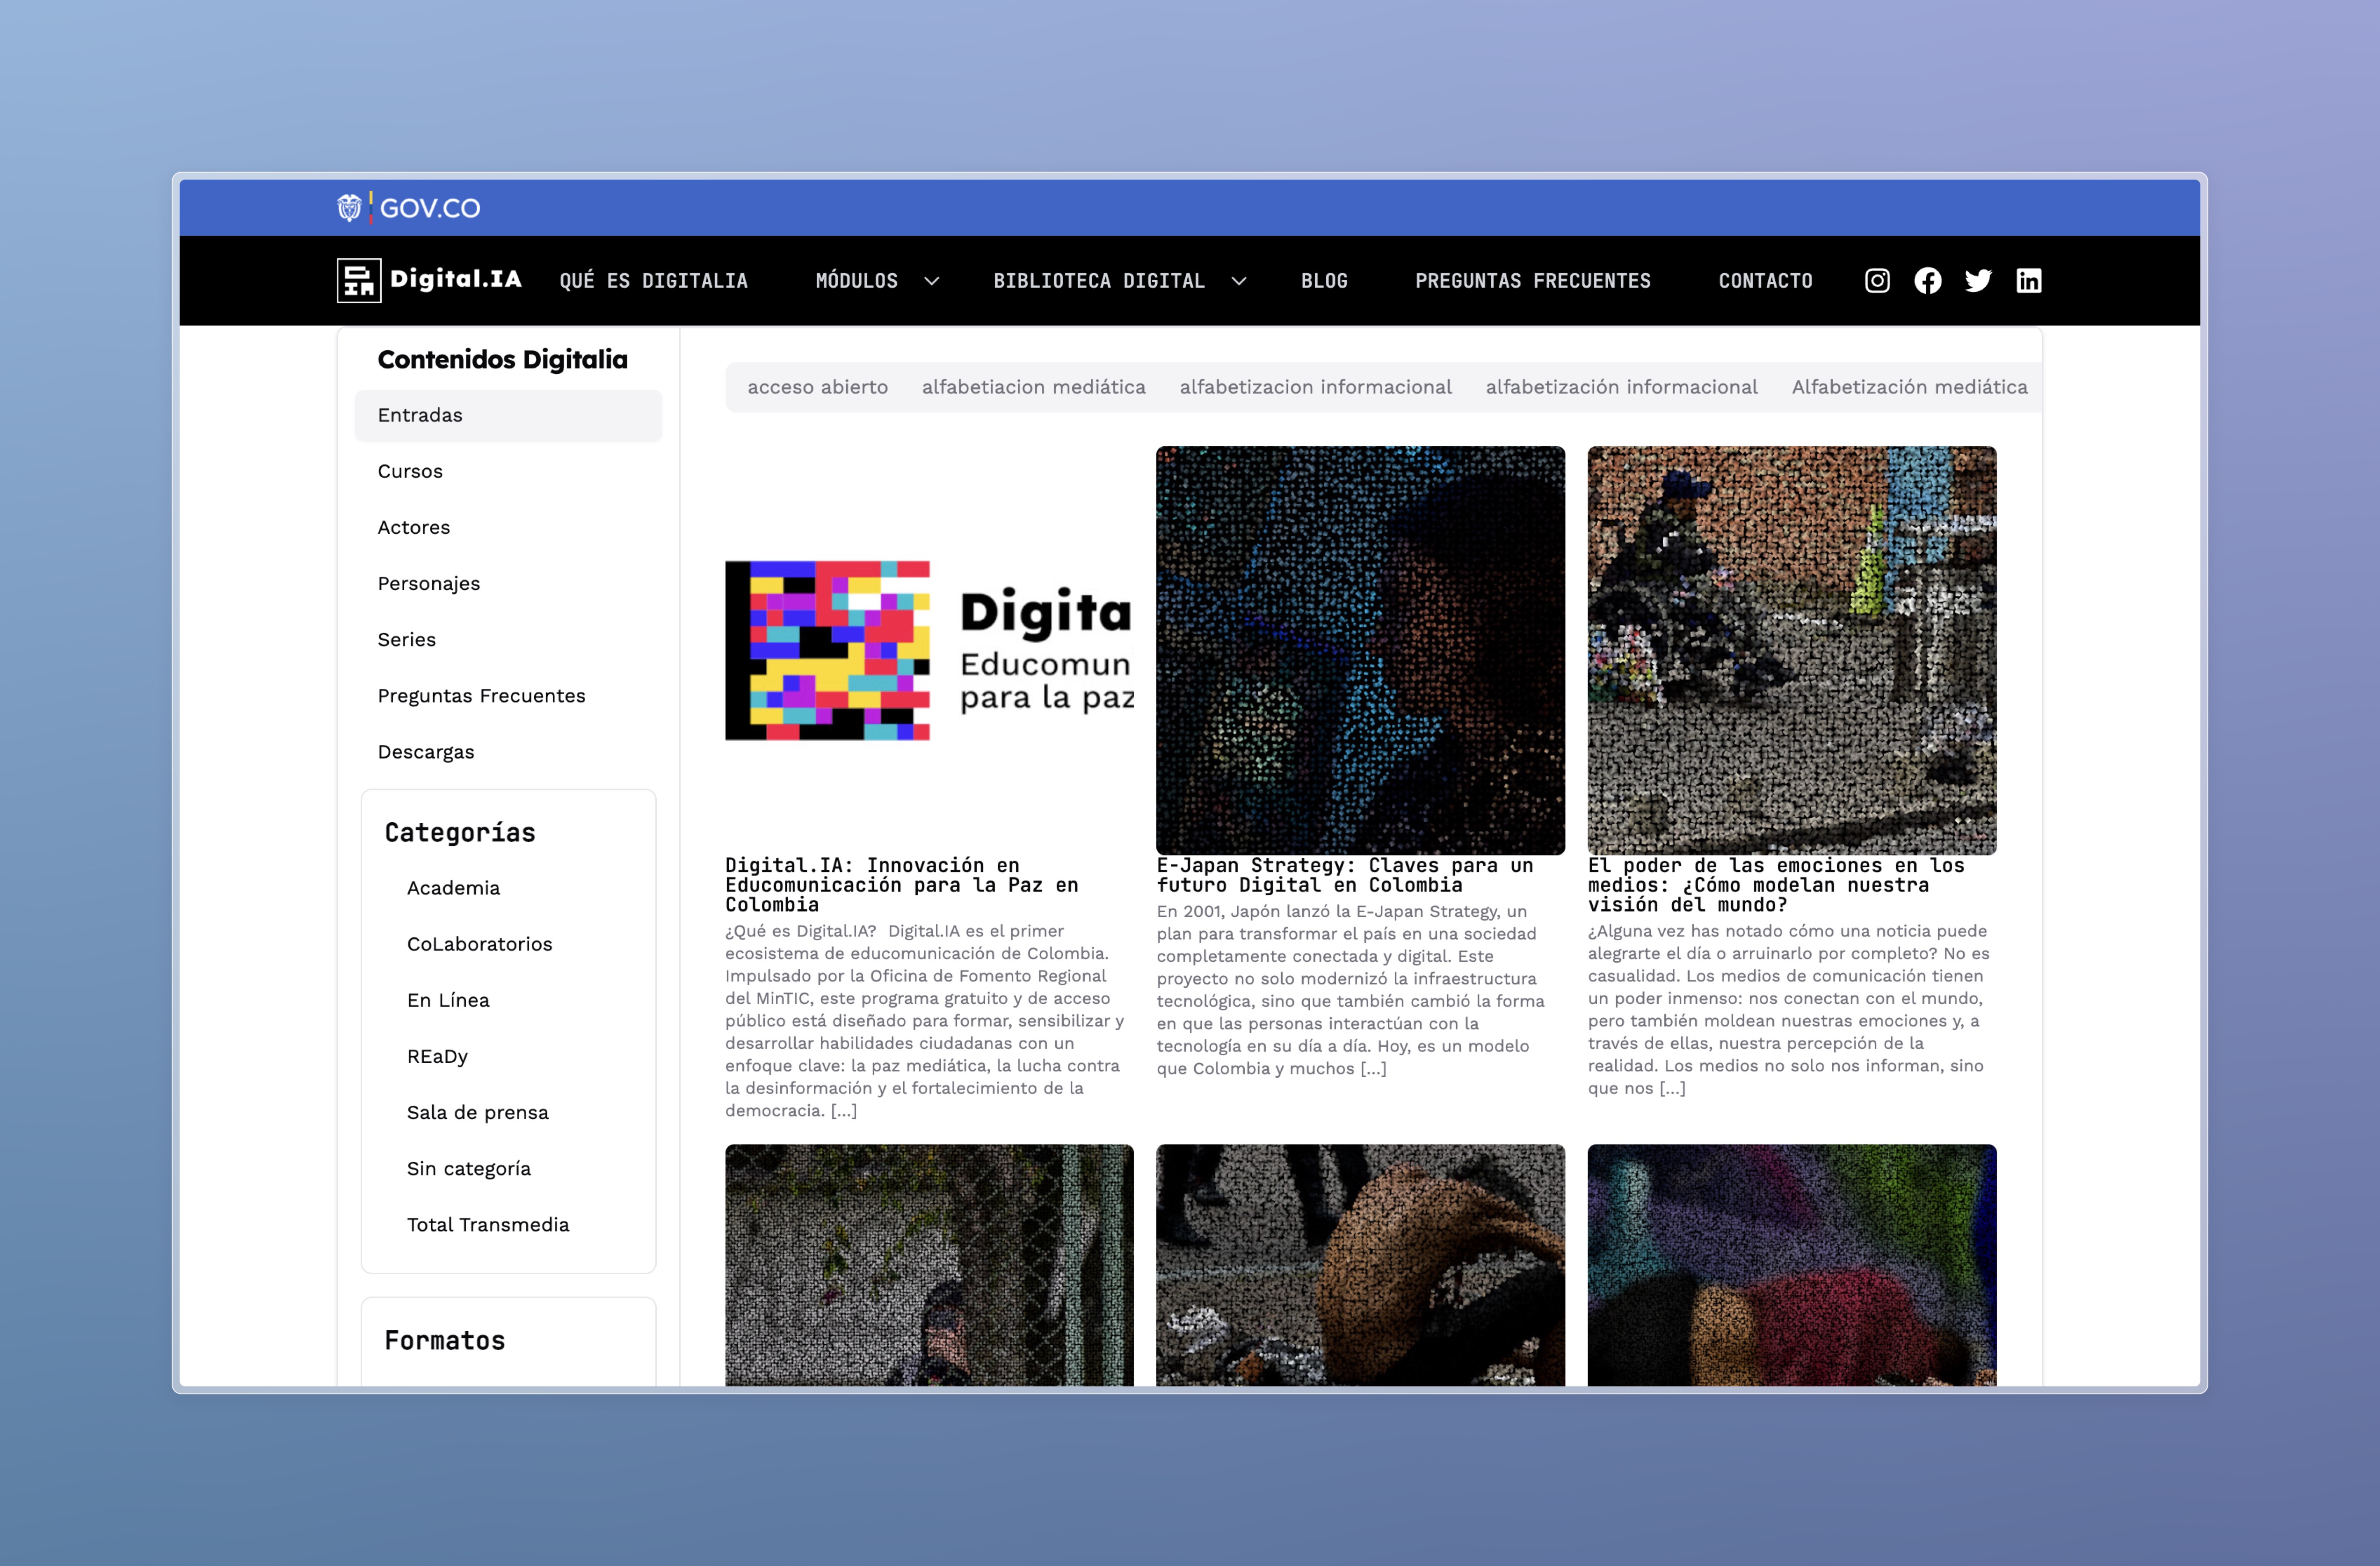 GOV.CO
Digital.IA
QUÉ ES DIGITALIA
MÓDULOS
BIBLIOTECA DIGITAL
BLOG
PREGUNTAS FRECUENTES
CONTACTO
Contenidos Digitalia
Entradas
Cursos
Actores
Personajes
Series
Preguntas Frecuentes
Descargas
Categorías
Academia
CoLaboratorios
En Línea
REaDy
Sala de prensa
Sin categoría
Total Transmedia
Formatos
acceso abierto
alfabetiacion mediática
alfabetizacion informacional
alfabetización informacional
Alfabetización mediática
Digita
Educomun
para la paz
Digital.IA: Innovación en
Educomunicación para la Paz en
Colombia
¿Qué es Digital.IA?  Digital.IA es el primer
ecosistema de educomunicación de Colombia.
Impulsado por la Oficina de Fomento Regional
del MinTIC, este programa gratuito y de acceso
público está diseñado para formar, sensibilizar y
desarrollar habilidades ciudadanas con un
enfoque clave: la paz mediática, la lucha contra
la desinformación y el fortalecimiento de la
democracia. [...]
E-Japan Strategy: Claves para un
futuro Digital en Colombia
En 2001, Japón lanzó la E-Japan Strategy, un
plan para transformar el país en una sociedad
completamente conectada y digital. Este
proyecto no solo modernizó la infraestructura
tecnológica, sino que también cambió la forma
en que las personas interactúan con la
tecnología en su día a día. Hoy, es un modelo
que Colombia y muchos [...]
El poder de las emociones en los
medios: ¿Cómo modelan nuestra
visión del mundo?
¿Alguna vez has notado cómo una noticia puede
alegrarte el día o arruinarlo por completo? No es
casualidad. Los medios de comunicación tienen
un poder inmenso: nos conectan con el mundo,
pero también moldean nuestras emociones y, a
través de ellas, nuestra percepción de la
realidad. Los medios no solo nos informan, sino
que nos [...]